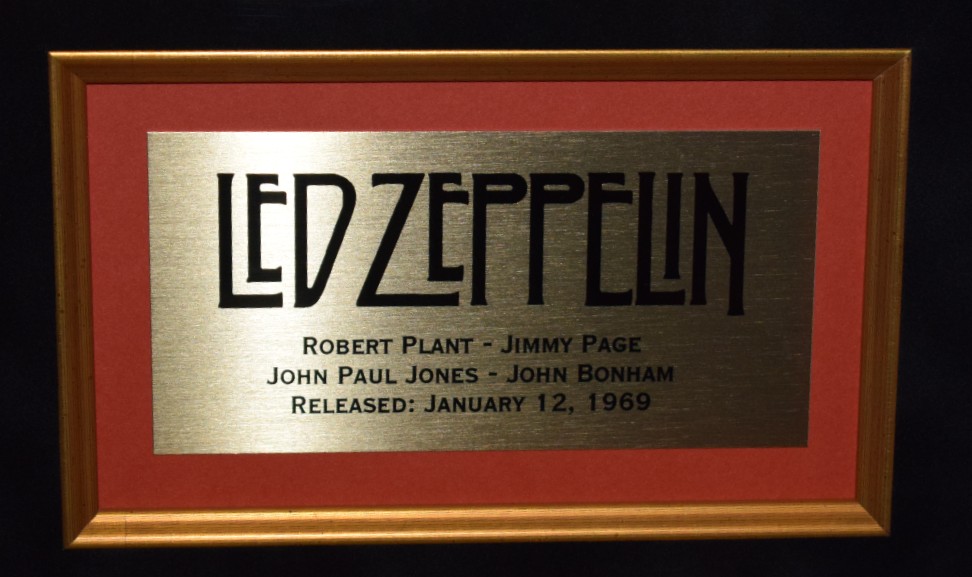 LED ZEPPELIN
ROBERT PLANT - JIMMY PAGE
JOHN PAUL JONES - JOHN BONHAM
RELEASED: JANUARY 12, 1969